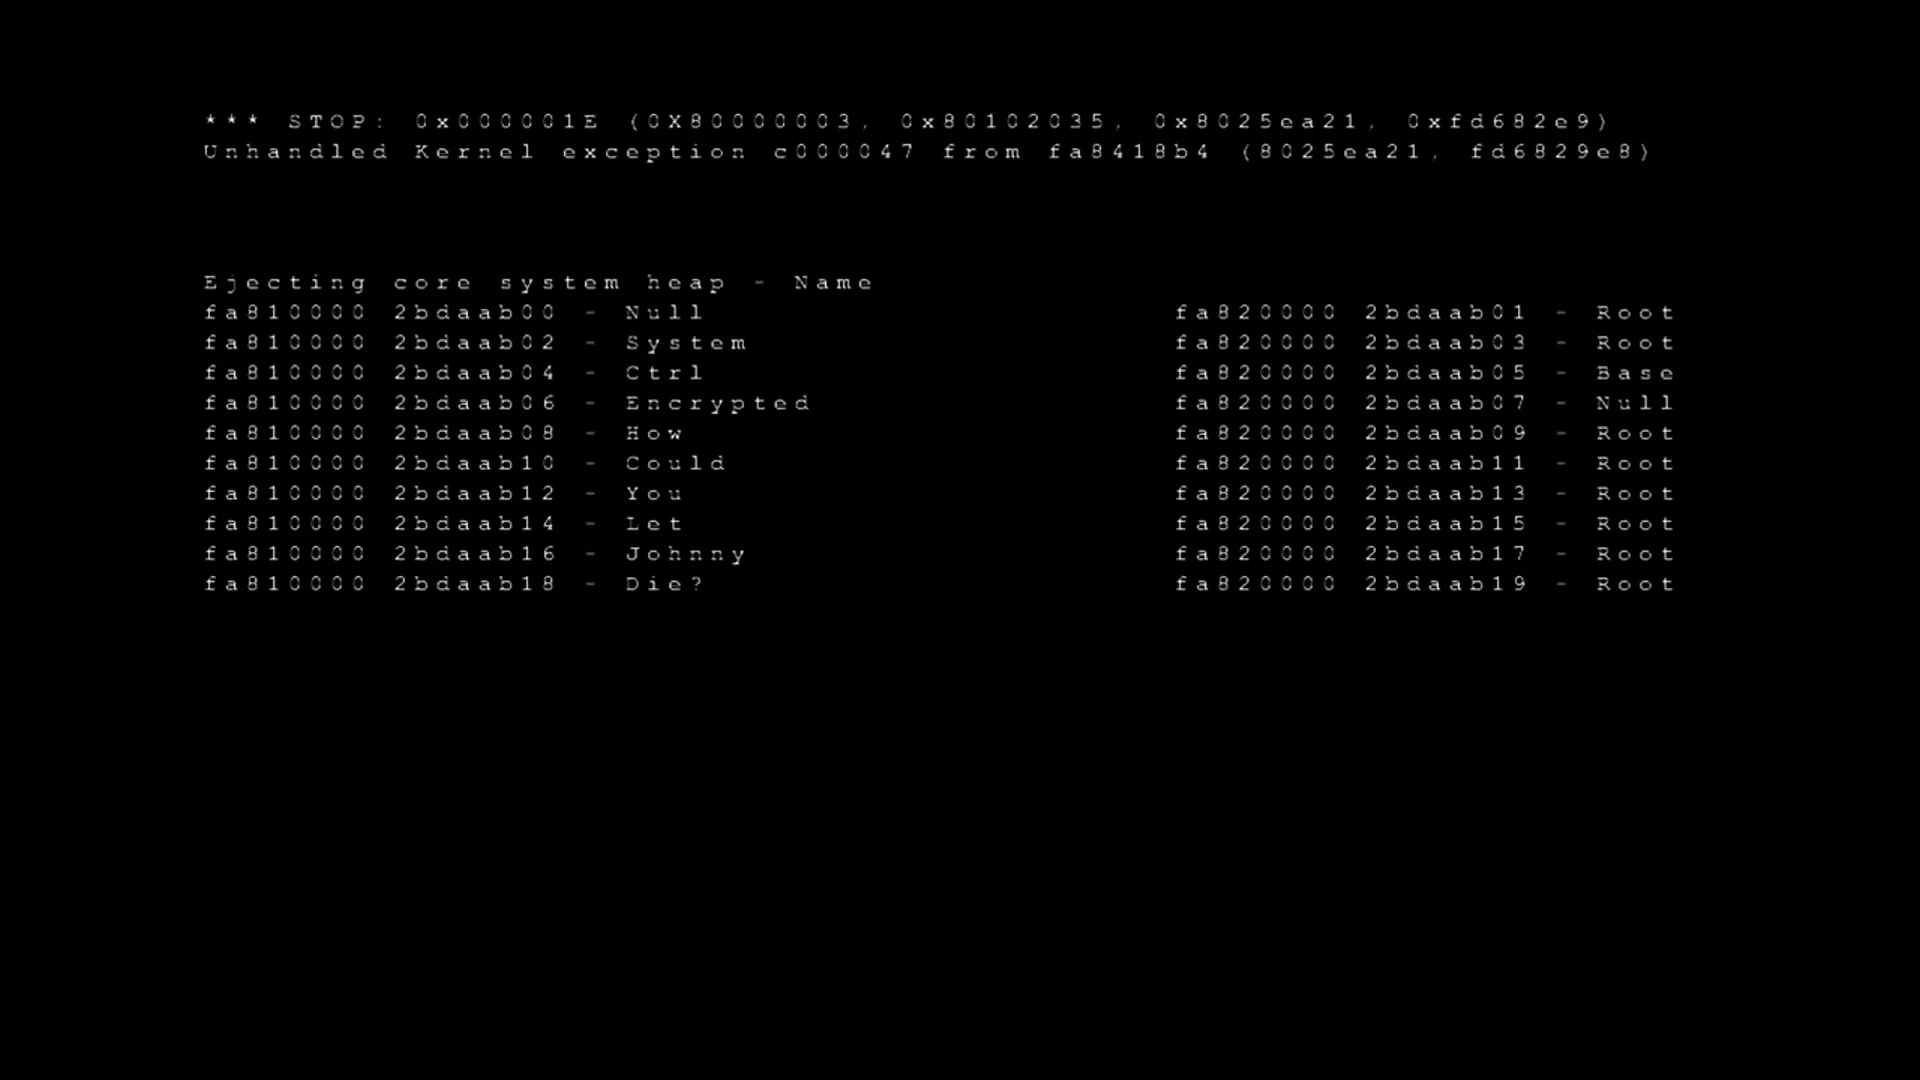 *** STOP: 0x000001E (0X80000003, 0x80102035, 0x8025ea21, 0xfd682e9)
Unhandled Kernel exception c000047 from fa8418b4 (8025ea21, fd6829e8)
Ejecting core system heap - Name
fa810000 2bdaab00 - Null fa820000 2bdaab01 - Root
fa810000 2bdaab02 - System fa820000 2bdaab03 - Root
fa810000 2bdaab04 - Ctrl fa820000 2bdaab05 - Base
fa810000 2bdaab06 - Encrypted fa820000 2bdaab07 - Null
fa810000 2bdaab08 - How fa820000 2bdaab09 - Root
fa810000 2bdaab10 - Could fa820000 2bdaab11 - Root
fa810000 2bdaab12 - You fa820000 2bdaab13 - Root
fa810000 2bdaab14 - Let fa820000 2bdaab15 - Root
fa810000 2bdaab16 - Johnny fa820000 2bdaab17 - Root
fa810000 2bdaab18 - Die? fa820000 2bdaab19 - Root